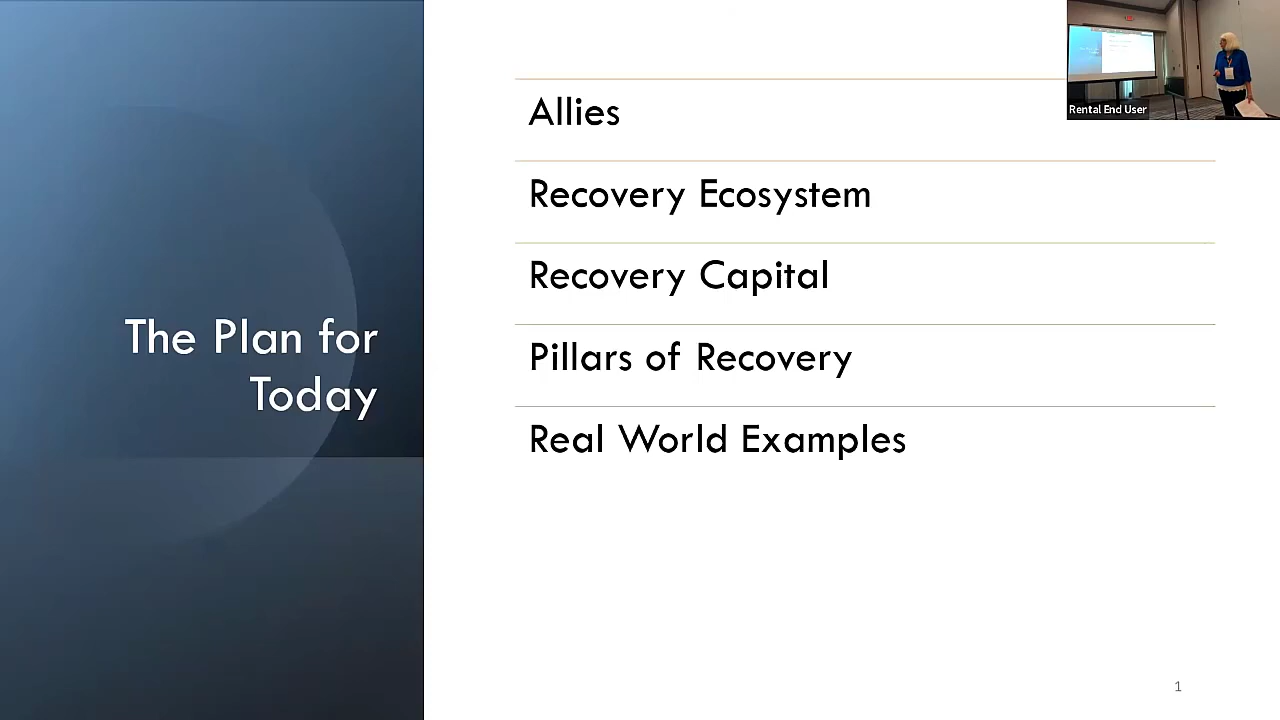 The Plan for
Today
Allies
Recovery Ecosystem
Recovery Capital
Pillars of Recovery
Real World Examples
Rental End User
1